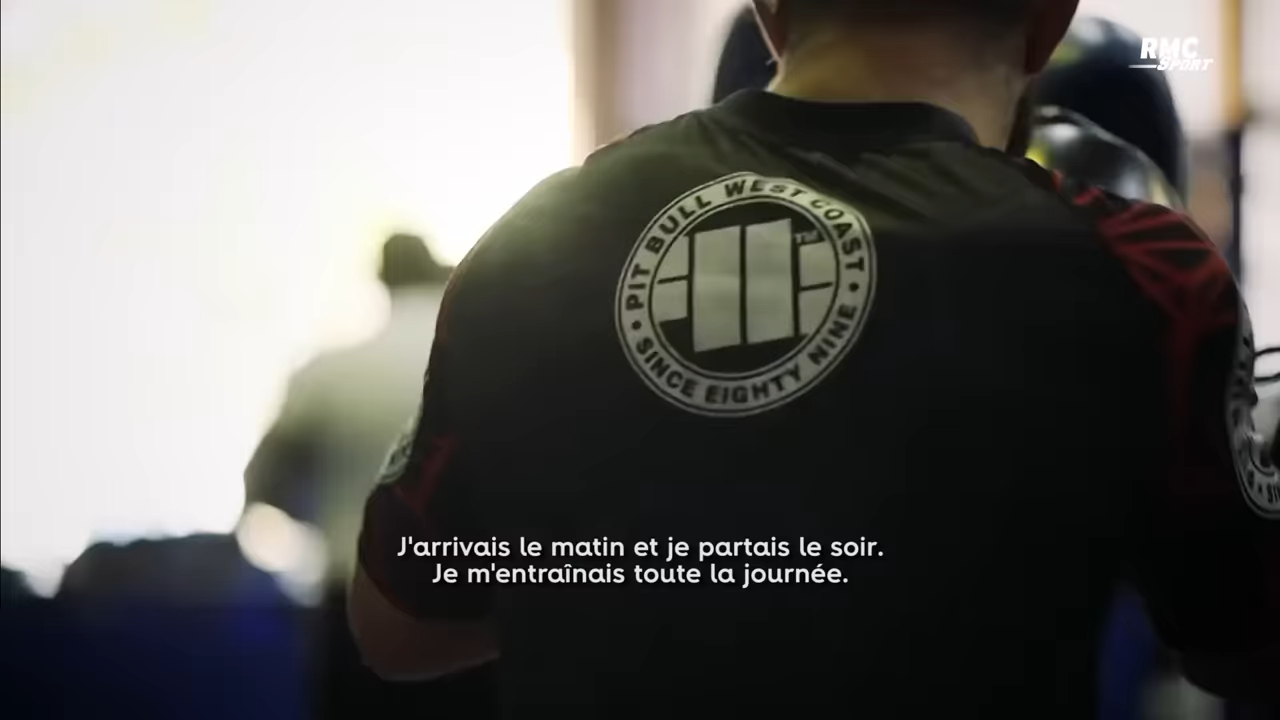 RMC
SPORT
PIT BULL WEST COAST
TM
• SINCE EIGHTY NINE •
J'arrivais le matin et je partais le soir.
Je m'entraînais toute la journée.